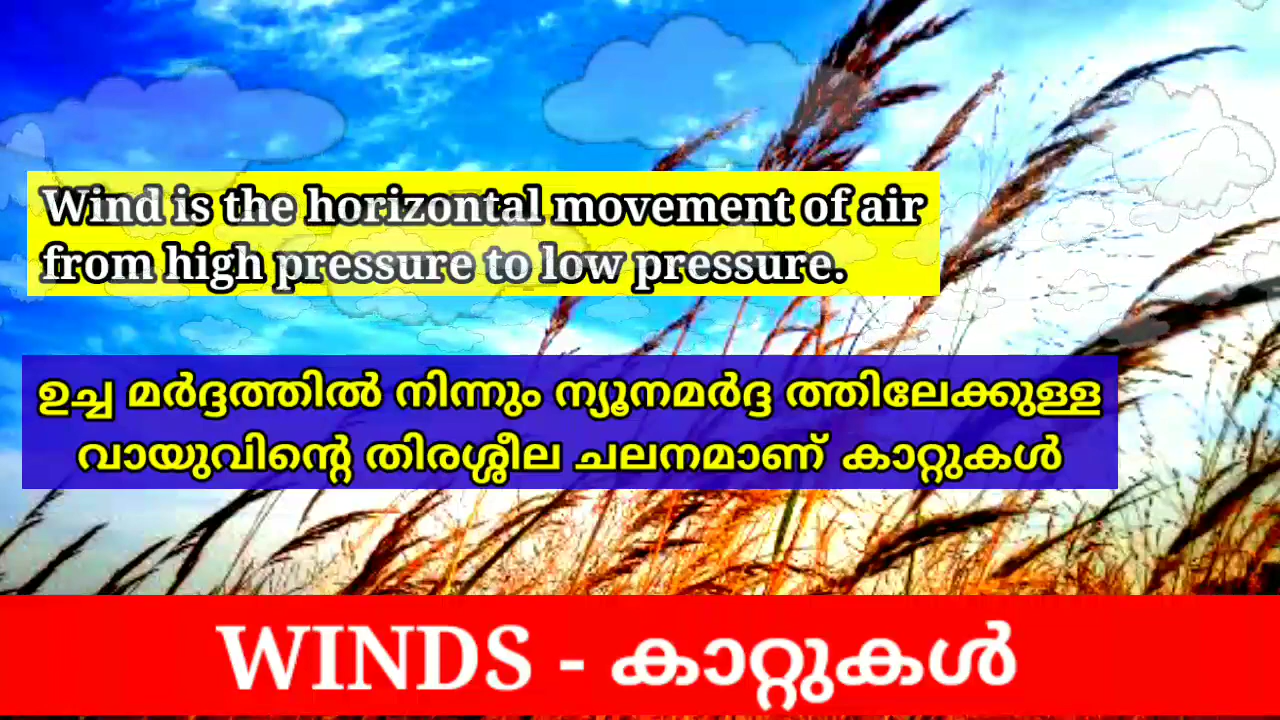 Wind is the horizontal movement of air
from high pressure to low pressure.
ഉച്ച മർദ്ദത്തിൽ നിന്നും ന്യൂനമർദ്ദ ത്തിലേക്കുള്ള
വായുവിന്റെ തിരശ്ശീല ചലനമാണ് കാറ്റുകൾ
WINDS - കാറ്റുകൾ